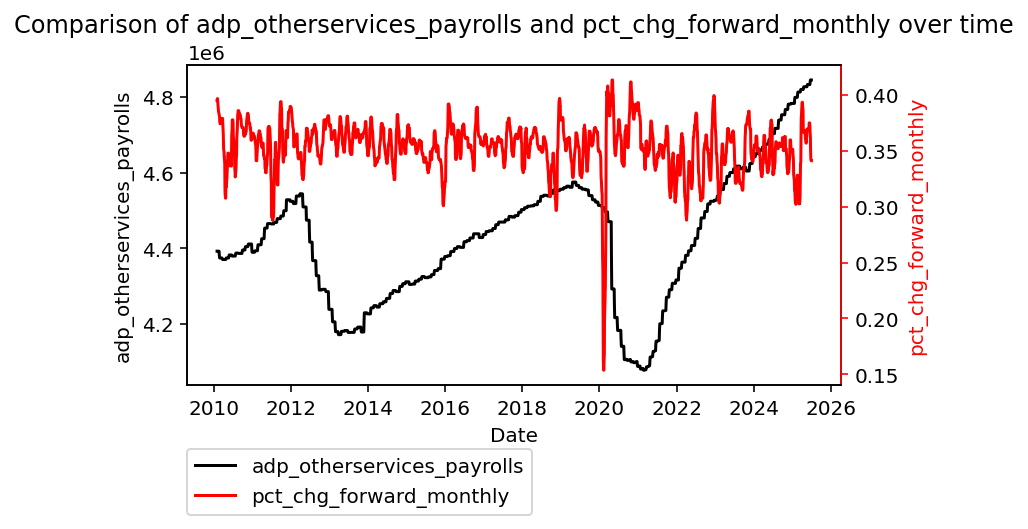 Comparison of adp_otherservices_payrolls and pct_chg_forward_monthly over time
1e6
4.8
4.6
4.4
4.2
adp_otherservices_payrolls
0.40
0.35
0.30
0.25
0.20
0.15
pct_chg_forward_monthly
2010 2012 2014 2016 2018 2020 2022 2024 2026
Date
adp_otherservices_payrolls
pct_chg_forward_monthly